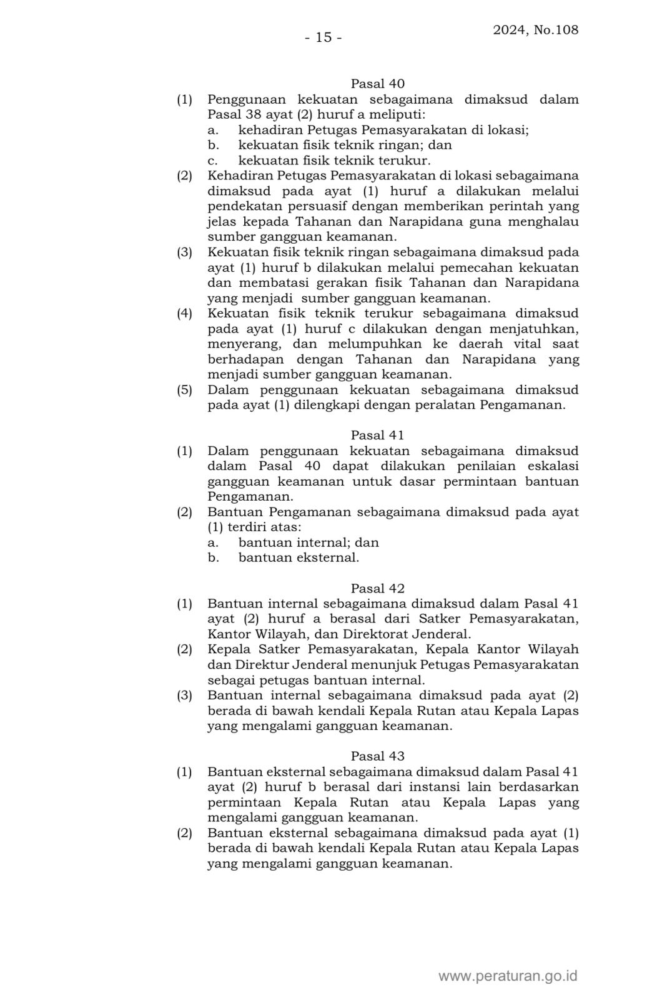 2024, No.108
- 15 -
Pasal 40
(1) Penggunaan kekuatan sebagaimana dimaksud dalam
Pasal 38 ayat (2) huruf a meliputi:
a. kehadiran Petugas Pemasyarakatan di lokasi;
b. kekuatan fisik teknik ringan; dan
c. kekuatan fisik teknik terukur.
(2) Kehadiran Petugas Pemasyarakatan di lokasi sebagaimana
dimaksud pada ayat (1) huruf a dilakukan melalui
pendekatan persuasif dengan memberikan perintah yang
jelas kepada Tahanan dan Narapidana guna menghalau
sumber gangguan keamanan.
(3) Kekuatan fisik teknik ringan sebagaimana dimaksud pada
ayat (1) huruf b dilakukan melalui pemecahan kekuatan
dan membatasi gerakan fisik Tahanan dan Narapidana
yang menjadi sumber gangguan keamanan.
(4) Kekuatan fisik teknik terukur sebagaimana dimaksud
pada ayat (1) huruf c dilakukan dengan menjatuhkan,
menyerang, dan melumpuhkan ke daerah vital saat
berhadapan dengan Tahanan dan Narapidana yang
menjadi sumber gangguan keamanan.
(5) Dalam penggunaan kekuatan sebagaimana dimaksud
pada ayat (1) dilengkapi dengan peralatan Pengamanan.
Pasal 41
(1) Dalam penggunaan kekuatan sebagaimana dimaksud
dalam Pasal 40 dapat dilakukan penilaian eskalasi
gangguan keamanan untuk dasar permintaan bantuan
Pengamanan.
(2) Bantuan Pengamanan sebagaimana dimaksud pada ayat
(1) terdiri atas:
a. bantuan internal; dan
b. bantuan eksternal.
Pasal 42
(1) Bantuan internal sebagaimana dimaksud dalam Pasal 41
ayat (2) huruf a berasal dari Satker Pemasyarakatan,
Kantor Wilayah, dan Direktorat Jenderal.
(2) Kepala Satker Pemasyarakatan, Kepala Kantor Wilayah
dan Direktur Jenderal menunjuk Petugas Pemasyarakatan
sebagai petugas bantuan internal.
(3) Bantuan internal sebagaimana dimaksud pada ayat (2)
berada di bawah kendali Kepala Rutan atau Kepala Lapas
yang mengalami gangguan keamanan.
Pasal 43
(1) Bantuan eksternal sebagaimana dimaksud dalam Pasal 41
ayat (2) huruf b berasal dari instansi lain berdasarkan
permintaan Kepala Rutan atau Kepala Lapas yang
mengalami gangguan keamanan.
(2) Bantuan eksternal sebagaimana dimaksud pada ayat (1)
berada di bawah kendali Kepala Rutan atau Kepala Lapas
yang mengalami gangguan keamanan.
www.peraturan.go.id